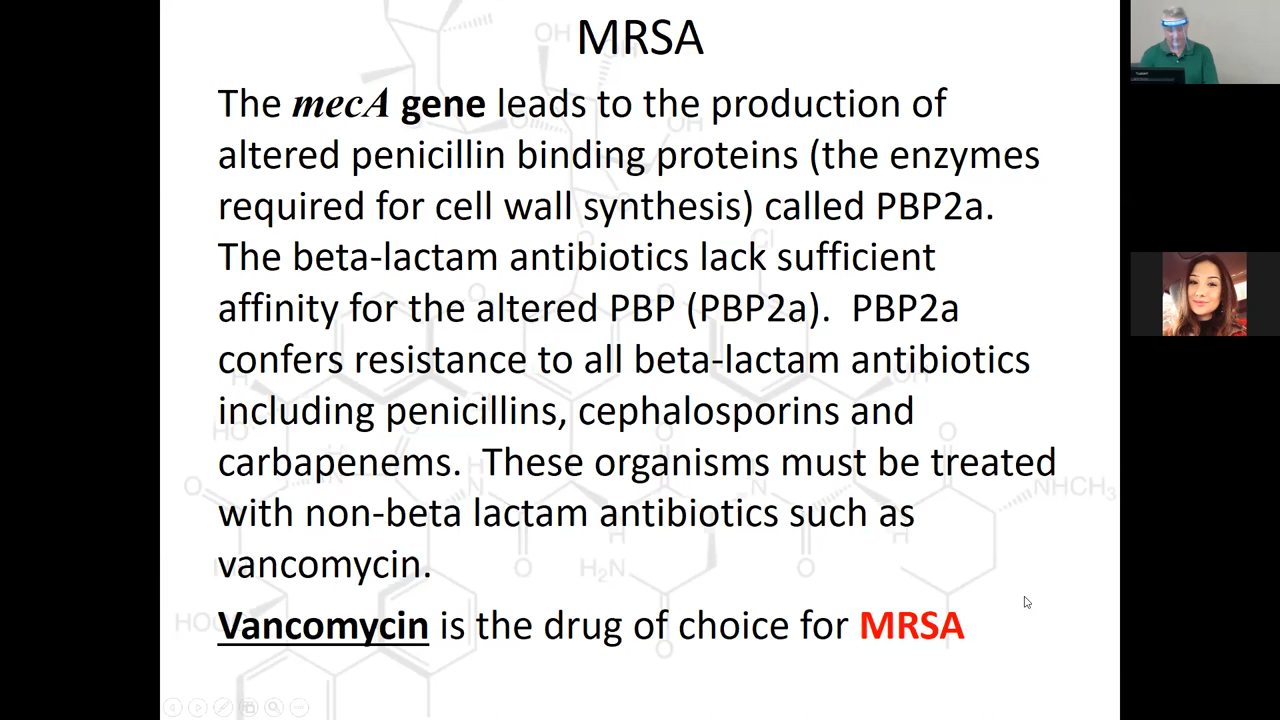 MRSA
The mecA gene leads to the production of
altered penicillin binding proteins (the enzymes
required for cell wall synthesis) called PBP2a.
The beta-lactam antibiotics lack sufficient
affinity for the altered PBP (PBP2a).  PBP2a
confers resistance to all beta-lactam antibiotics
including penicillins, cephalosporins and
carbapenems.  These organisms must be treated
with non-beta lactam antibiotics such as
vancomycin.
Vancomycin is the drug of choice for MRSA